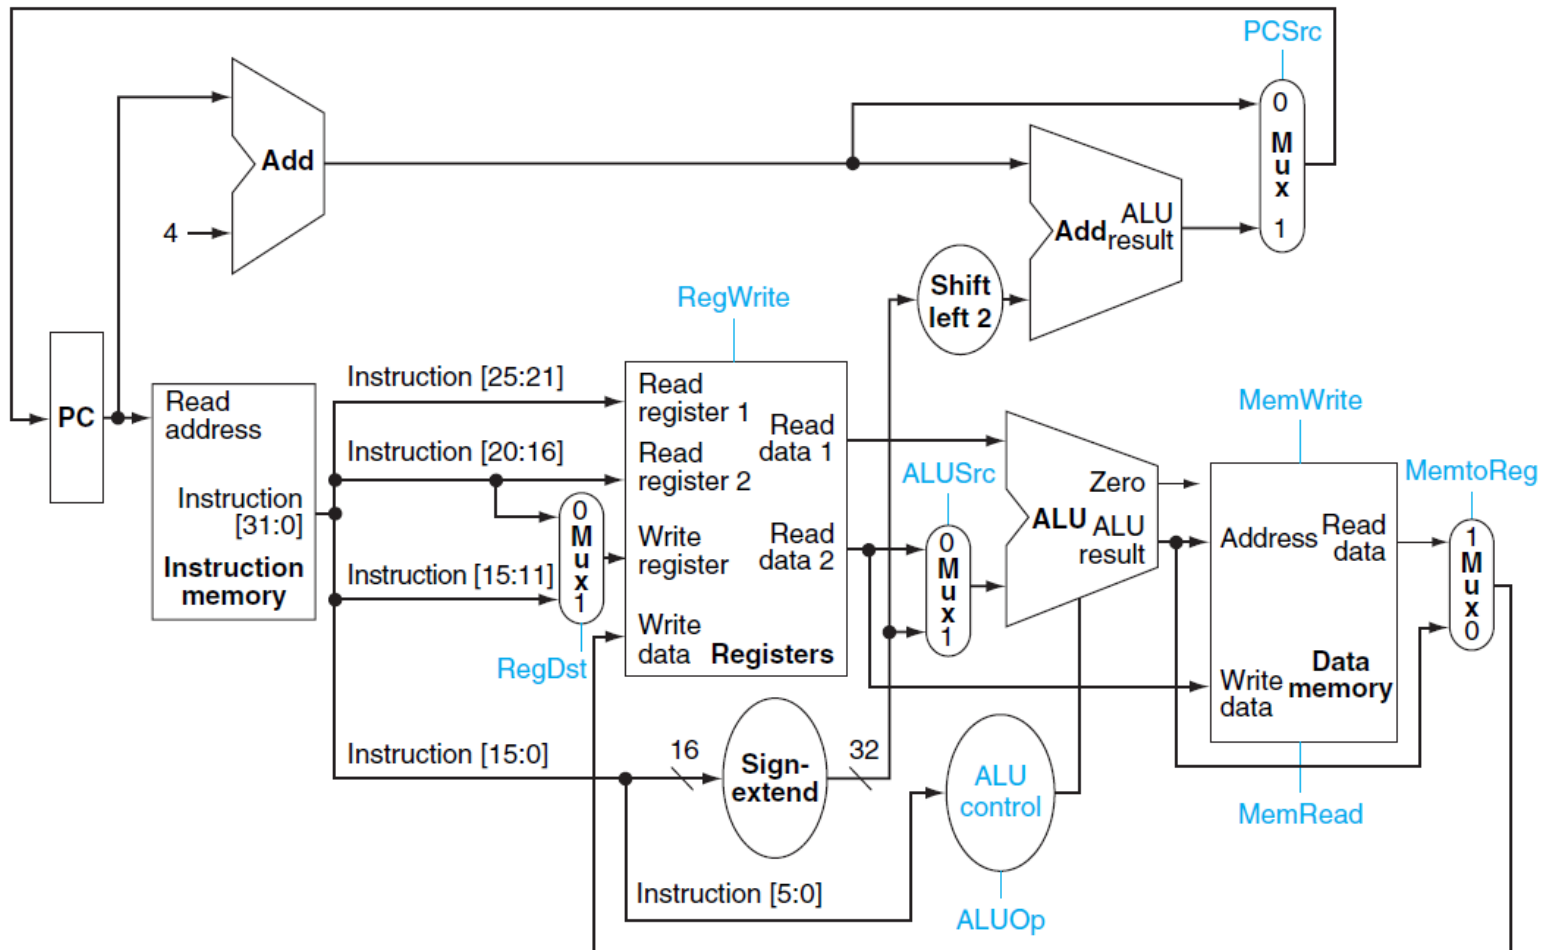 PCSrc
0
M
u
x
1
Add
4
Add
ALU
result
Shift
left 2
RegWrite
PC
Read
address
Instruction
[31:0]
Instruction
memory
Instruction [25:21]
Instruction [20:16]
Instruction [15:11]
Instruction [15:0]
0
M
u
x
1
RegDst
Read
register 1
Read
register 2
Write
register
Write
data
Read
data 1
Read
data 2
Registers
ALUSrc
0
M
u
x
1
Zero
ALU
ALU
result
MemWrite
Address
Read
data
Write
data
Data
memory
MemRead
MemtoReg
1
M
u
x
0
16
Sign-
extend
32
ALU
control
Instruction [5:0]
ALUOp